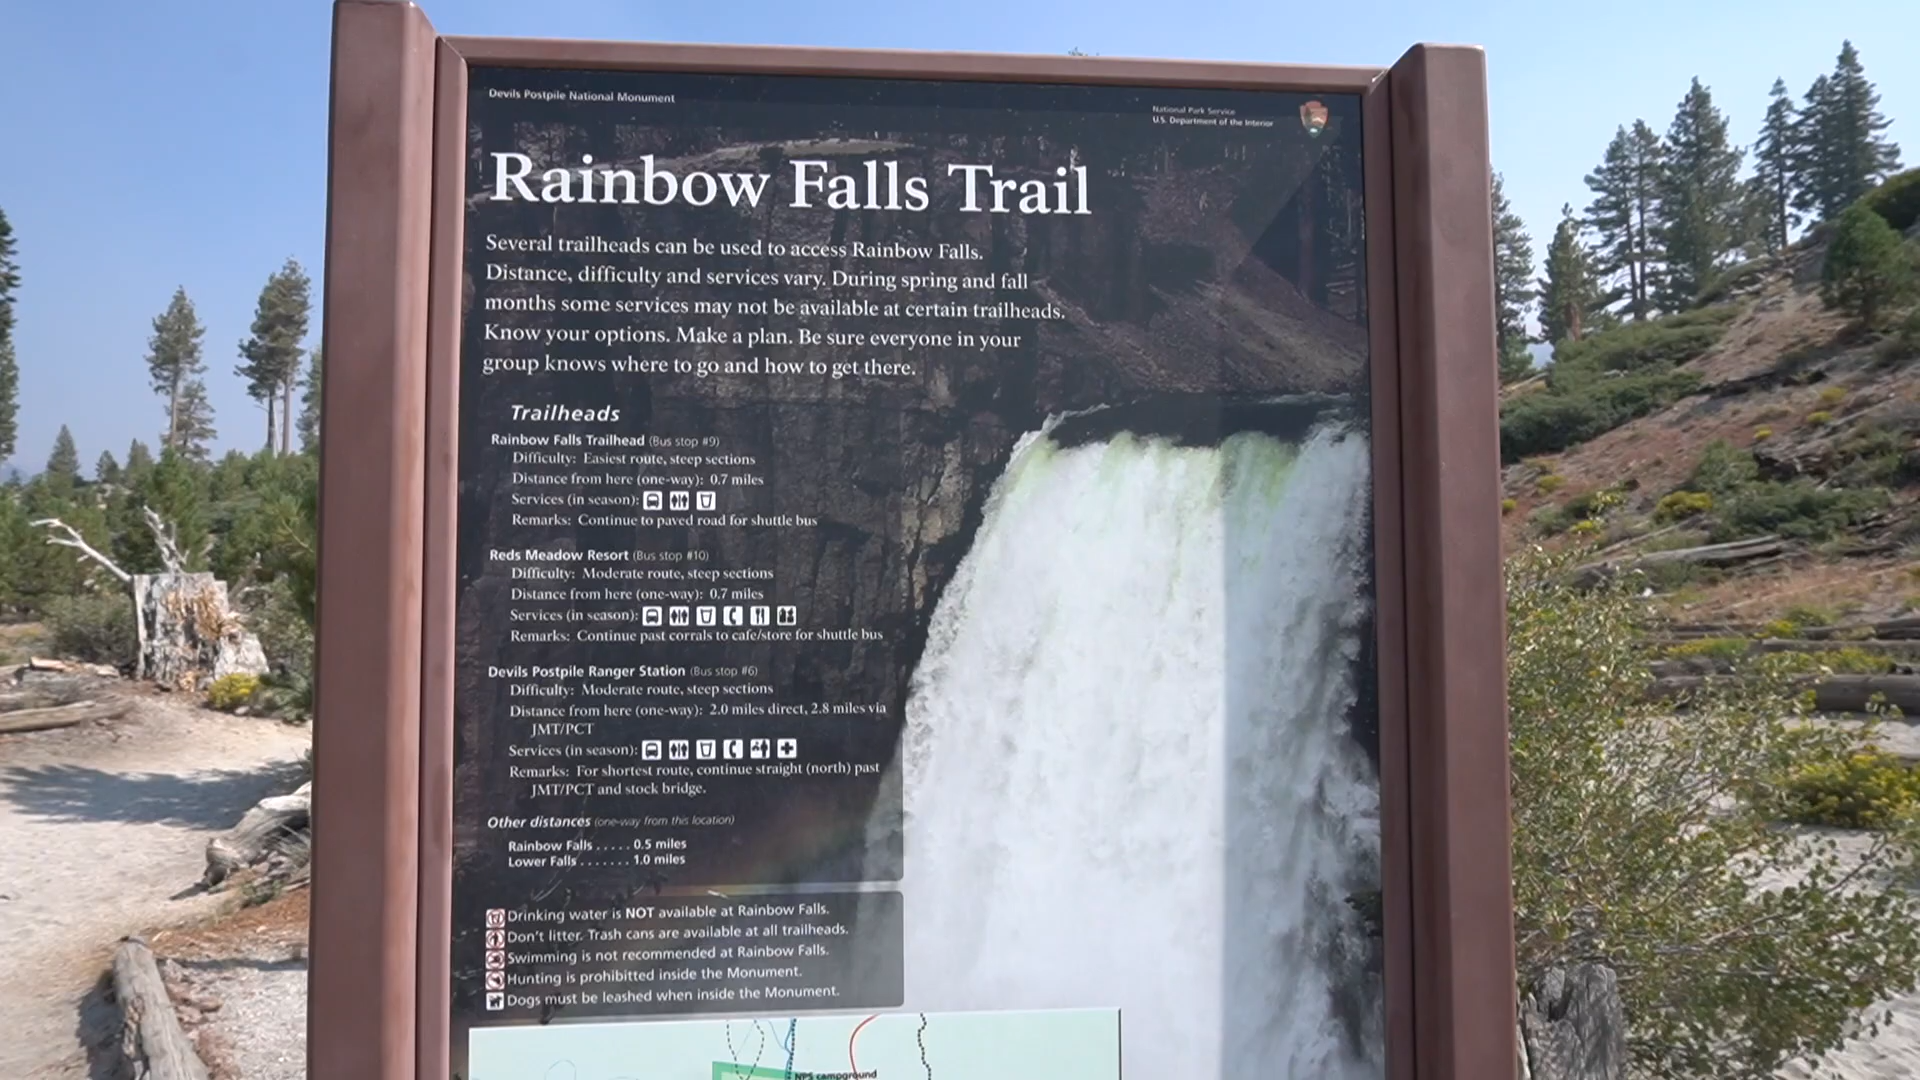 Devils Postpile National Monument
National Park Service
U.S. Department of the Interior
Rainbow Falls Trail
Several trailheads can be used to access Rainbow Falls.
Distance, difficulty and services vary. During spring and fall
months some services may not be available at certain trailheads.
Know your options. Make a plan. Be sure everyone in your
group knows where to go and how to get there.
Trailheads
Rainbow Falls Trailhead (Bus stop #9)
Difficulty: Easiest route, steep sections
Distance from here (one-way): 0.7 miles
Services (in season):
Remarks: Continue to paved road for shuttle bus
Reds Meadow Resort (Bus stop #10)
Difficulty: Moderate route, steep sections
Distance from here (one-way): 0.7 miles
Services (in season):
Remarks: Continue past corrals to cafe/store for shuttle bus
Devils Postpile Ranger Station (Bus stop #6)
Difficulty: Moderate route, steep sections
Distance from here (one-way): 2.0 miles direct, 2.8 miles via
JMT/PCT
Services (in season):
Remarks: For shortest route, continue straight (north) past
JMT/PCT and stock bridge.
Other distances (one-way from this location)
Rainbow Falls ..... 0.5 miles
Lower Falls ....... 1.0 miles
Drinking water is NOT available at Rainbow Falls.
Don't litter. Trash cans are available at all trailheads.
Swimming is not recommended at Rainbow Falls.
Hunting is prohibitted inside the Monument.
Dogs must be leashed when inside the Monument.
NPS campground